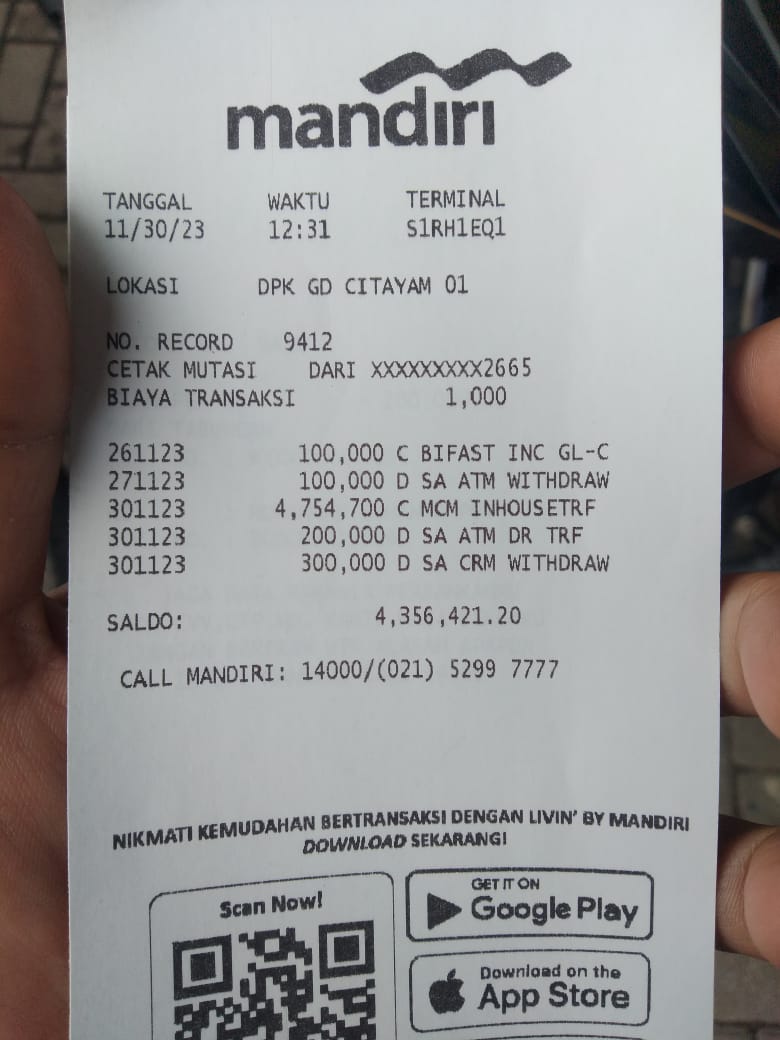 mandiri
TANGGAL WAKTU TERMINAL
11/30/23 12:31 S1RH1EQ1
LOKASI DPK GD CITAYAM 01
NO. RECORD 9412
CETAK MUTASI DARI XXXXXXXXX2665
BIAYA TRANSAKSI 1,000
261123 100,000 C BIFAST INC GL-C
271123 100,000 D SA ATM WITHDRAW
301123 4,754,700 C MCM INHOUSETRF
301123 200,000 D SA ATM DR TRF
301123 300,000 D SA CRM WITHDRAW
SALDO: 4,356,421.20
CALL MANDIRI: 14000/(021) 5299 7777
NIKMATI KEMUDAHAN BERTRANSAKSI DENGAN LIVIN' BY MANDIRI
DOWNLOAD SEKARANG!
Scan Now!
GET IT ON
Google Play
Download on the
App Store